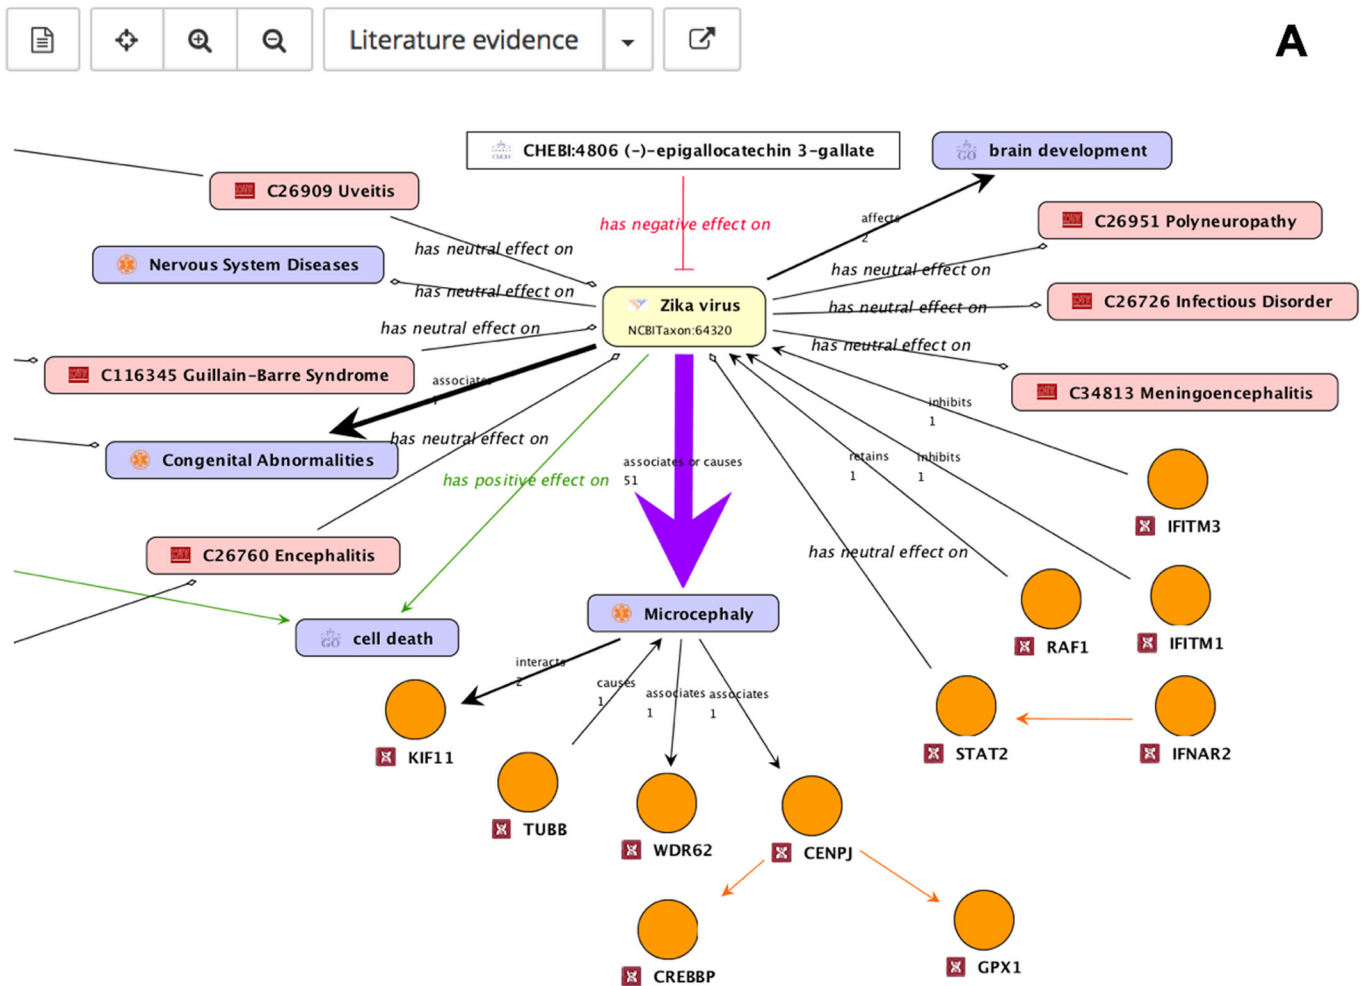 Literature evidence
A
CHEBI:4806 (-)-epigallocatechin 3-gallate
GO
brain development
C26909 Uveitis
has negative effect on
affects
2
C26951 Polyneuropathy
has neutral effect on
Nervous System Diseases
has neutral effect on
has neutral effect on
Zika virus
NCBITaxon:64320
has neutral effect on
C26726 Infectious Disorder
has neutral effect on
has neutral effect on
C116345 Guillain-Barre Syndrome
associates
C34813 Meningoencephalitis
inhibits
1
has neutral effect on
Congenital Abnormalities
associates or causes
51
retains
1
inhibits
1
has positive effect on
IFITM3
C26760 Encephalitis
has neutral effect on
Microcephaly
GO
cell death
RAF1
IFITM1
interacts
2
causes
1
associates
1
associates
1
KIF11
STAT2
IFNAR2
TUBB
WDR62
CENPJ
CREBBP
GPX1